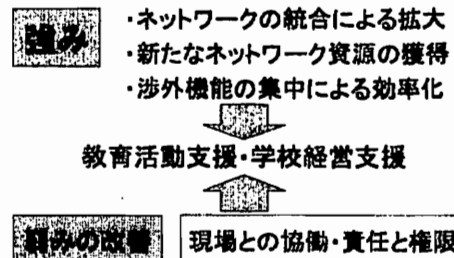 強み
・ネットワークの統合による拡大
・新たなネットワーク資源の獲得
・渉外機能の集中による効率化
教育活動支援・学校経営支援
現場との協働・責任と権限